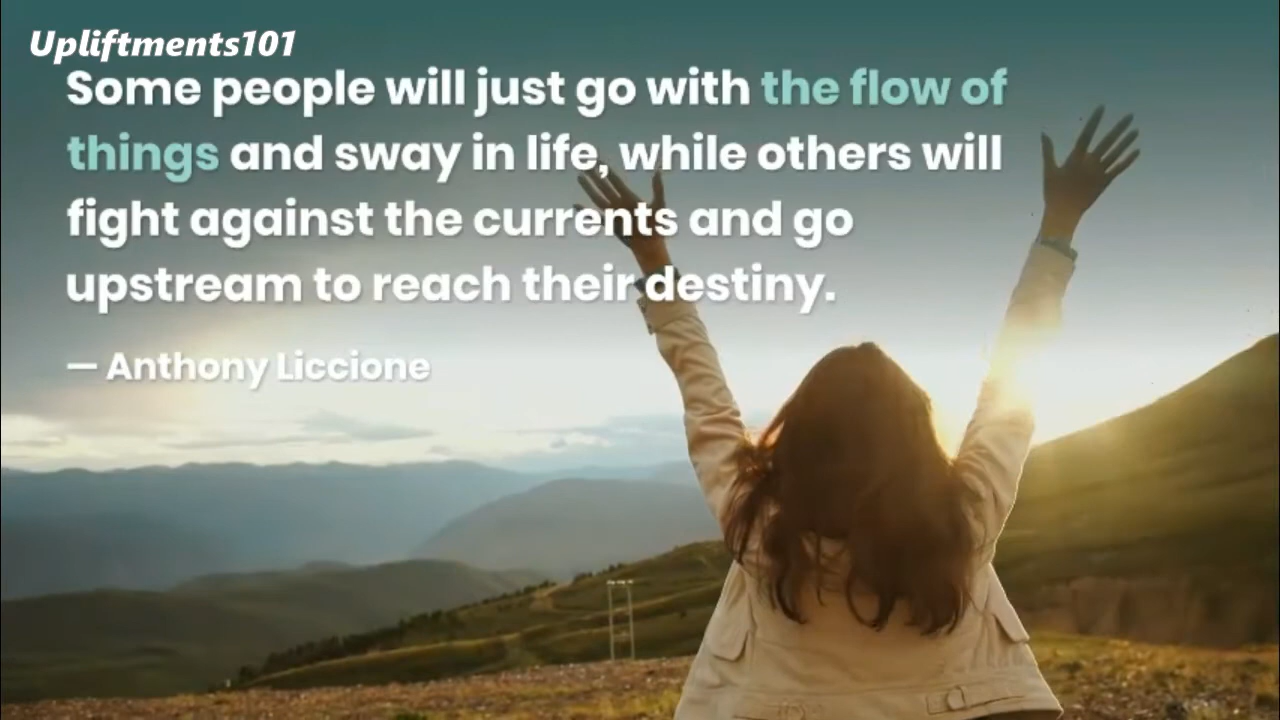 Upliftments101
Some people will just go with the flow of
things and sway in life, while others will
fight against the currents and go
upstream to reach their destiny.
— Anthony Liccione